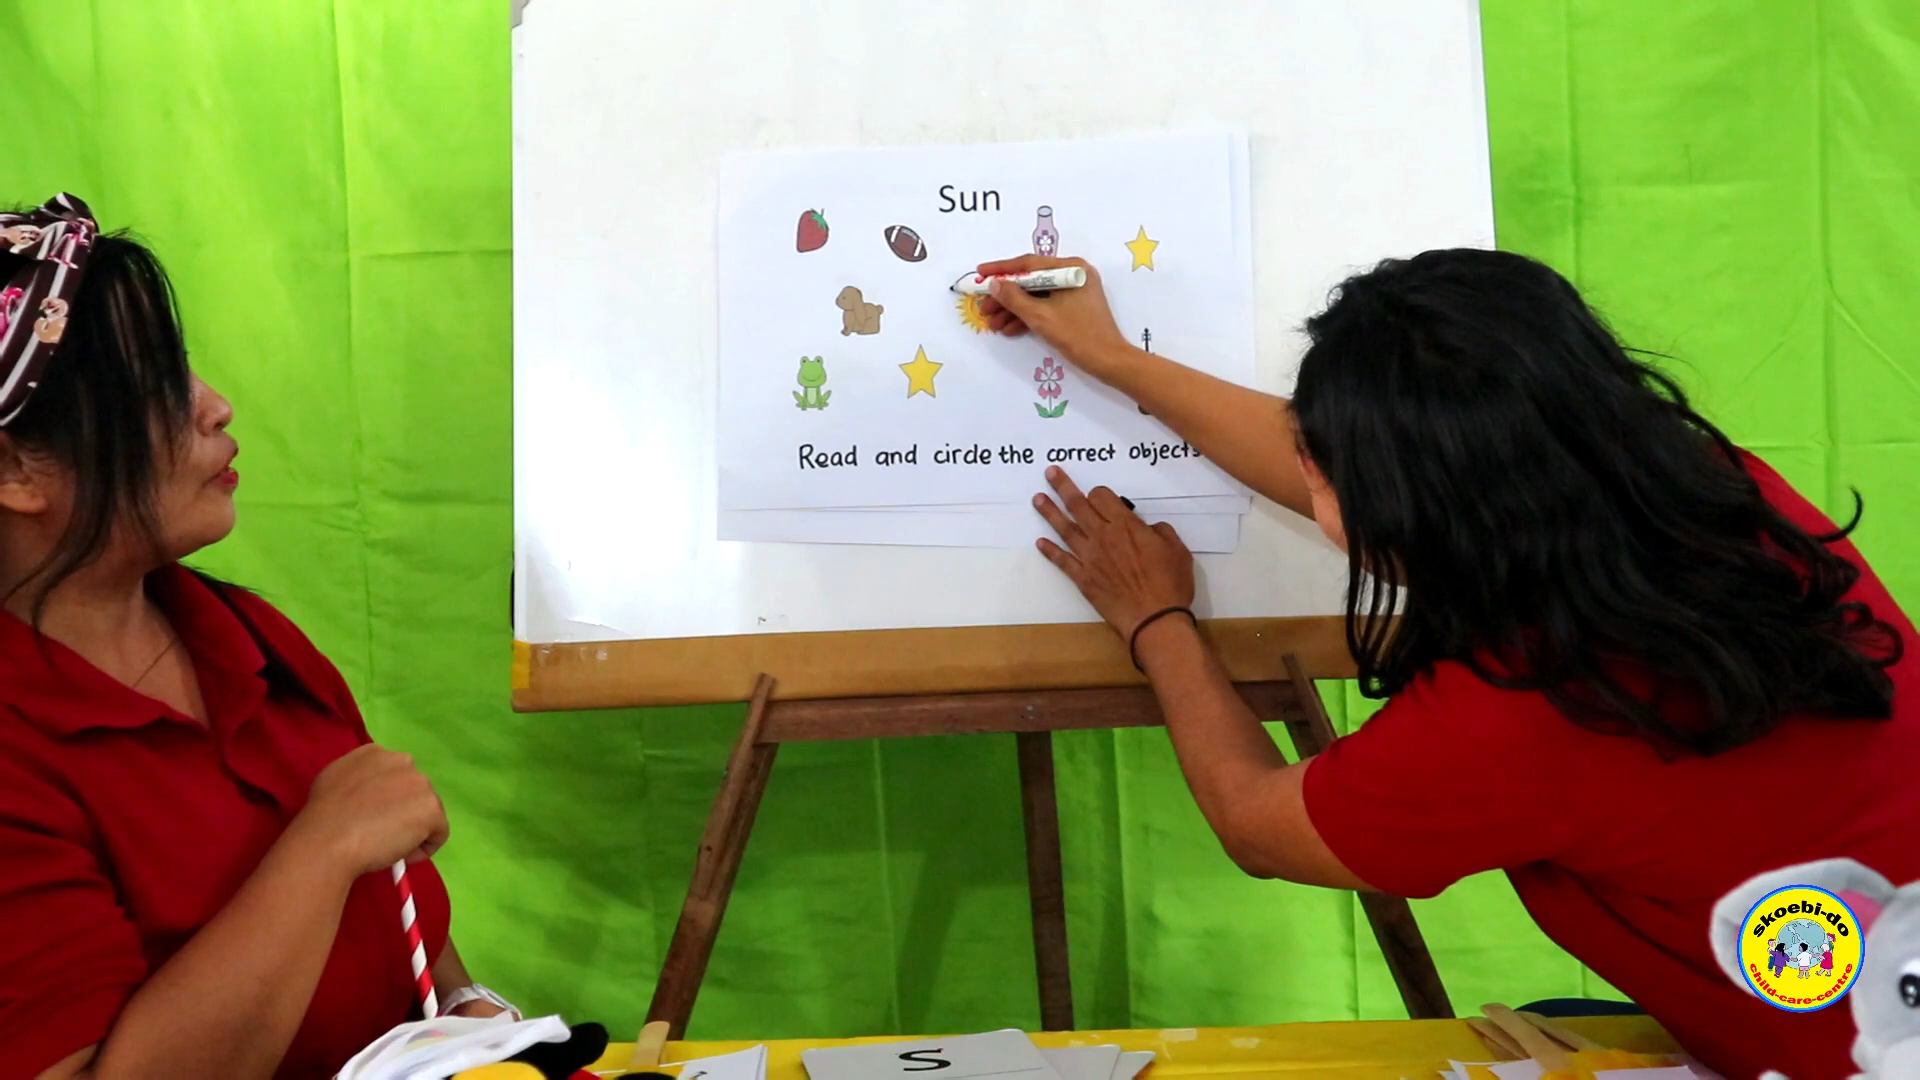 Sun
Read and circle the correct objects
S
skoebi-do
child-care-centre